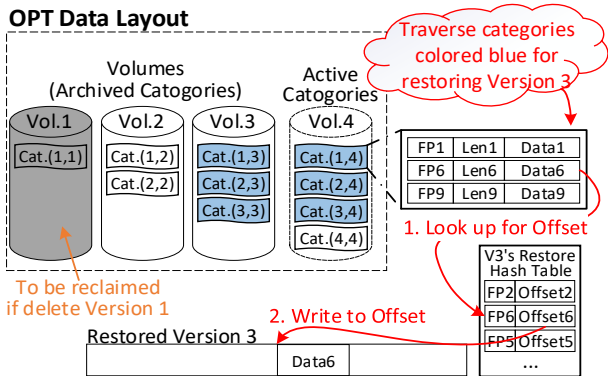 OPT Data Layout
Traverse categories
colored blue for
restoring Version 3
Volumes
(Archived Catogories)
Active
Catogories
Vol.1
Vol.2
Vol.3
Vol.4
Cat.(1,1)
Cat.(1,2)
Cat.(2,2)
Cat.(1,3)
Cat.(2,3)
Cat.(3,3)
Cat.(1,4)
Cat.(2,4)
Cat.(3,4)
Cat.(4,4)
FP1 Len1 Data1
FP6 Len6 Data6
FP9 Len9 Data9
1. Look up for Offset
To be reclaimed
if delete Version 1
V3's Restore
Hash Table
FP2 Offset2
FP6 Offset6
FP5 Offset5
...
2. Write to Offset
Restored Version 3
Data6